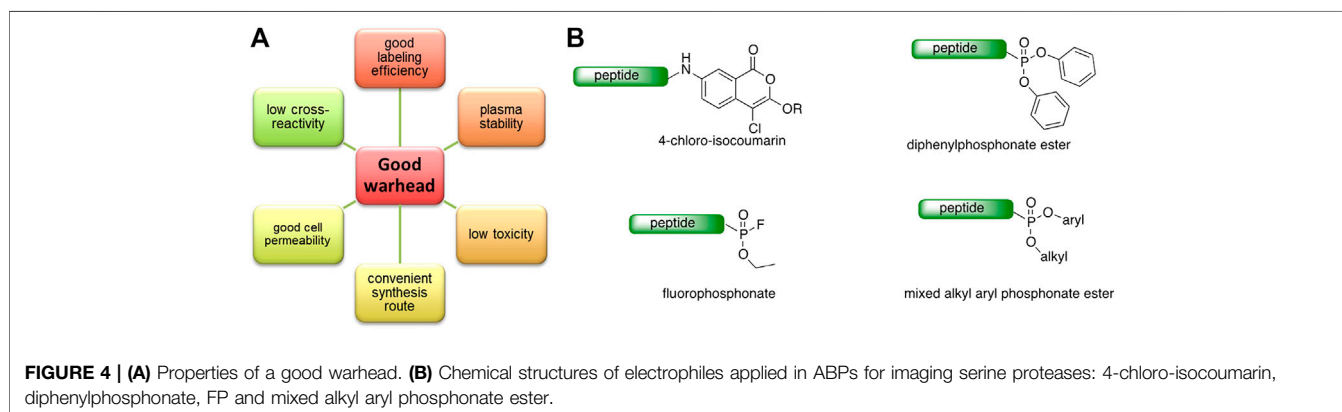 A
good
labeling
efficiency
low cross-
reactivity
plasma
stability
Good
warhead
good cell
permeability
low toxicity
convenient
synthesis
route
B
peptide
H
N
O
O
OR
Cl
4-chloro-isocoumarin
peptide
O
P
O
O
diphenylphosphonate ester
peptide
O
P
F
O
fluorophosphonate
peptide
O
P
O
aryl
O
alkyl
mixed alkyl aryl phosphonate ester
FIGURE 4 | (A) Properties of a good warhead. (B) Chemical structures of electrophiles applied in ABPs for imaging serine proteases: 4-chloro-isocoumarin,
diphenylphosphonate, FP and mixed alkyl aryl phosphonate ester.